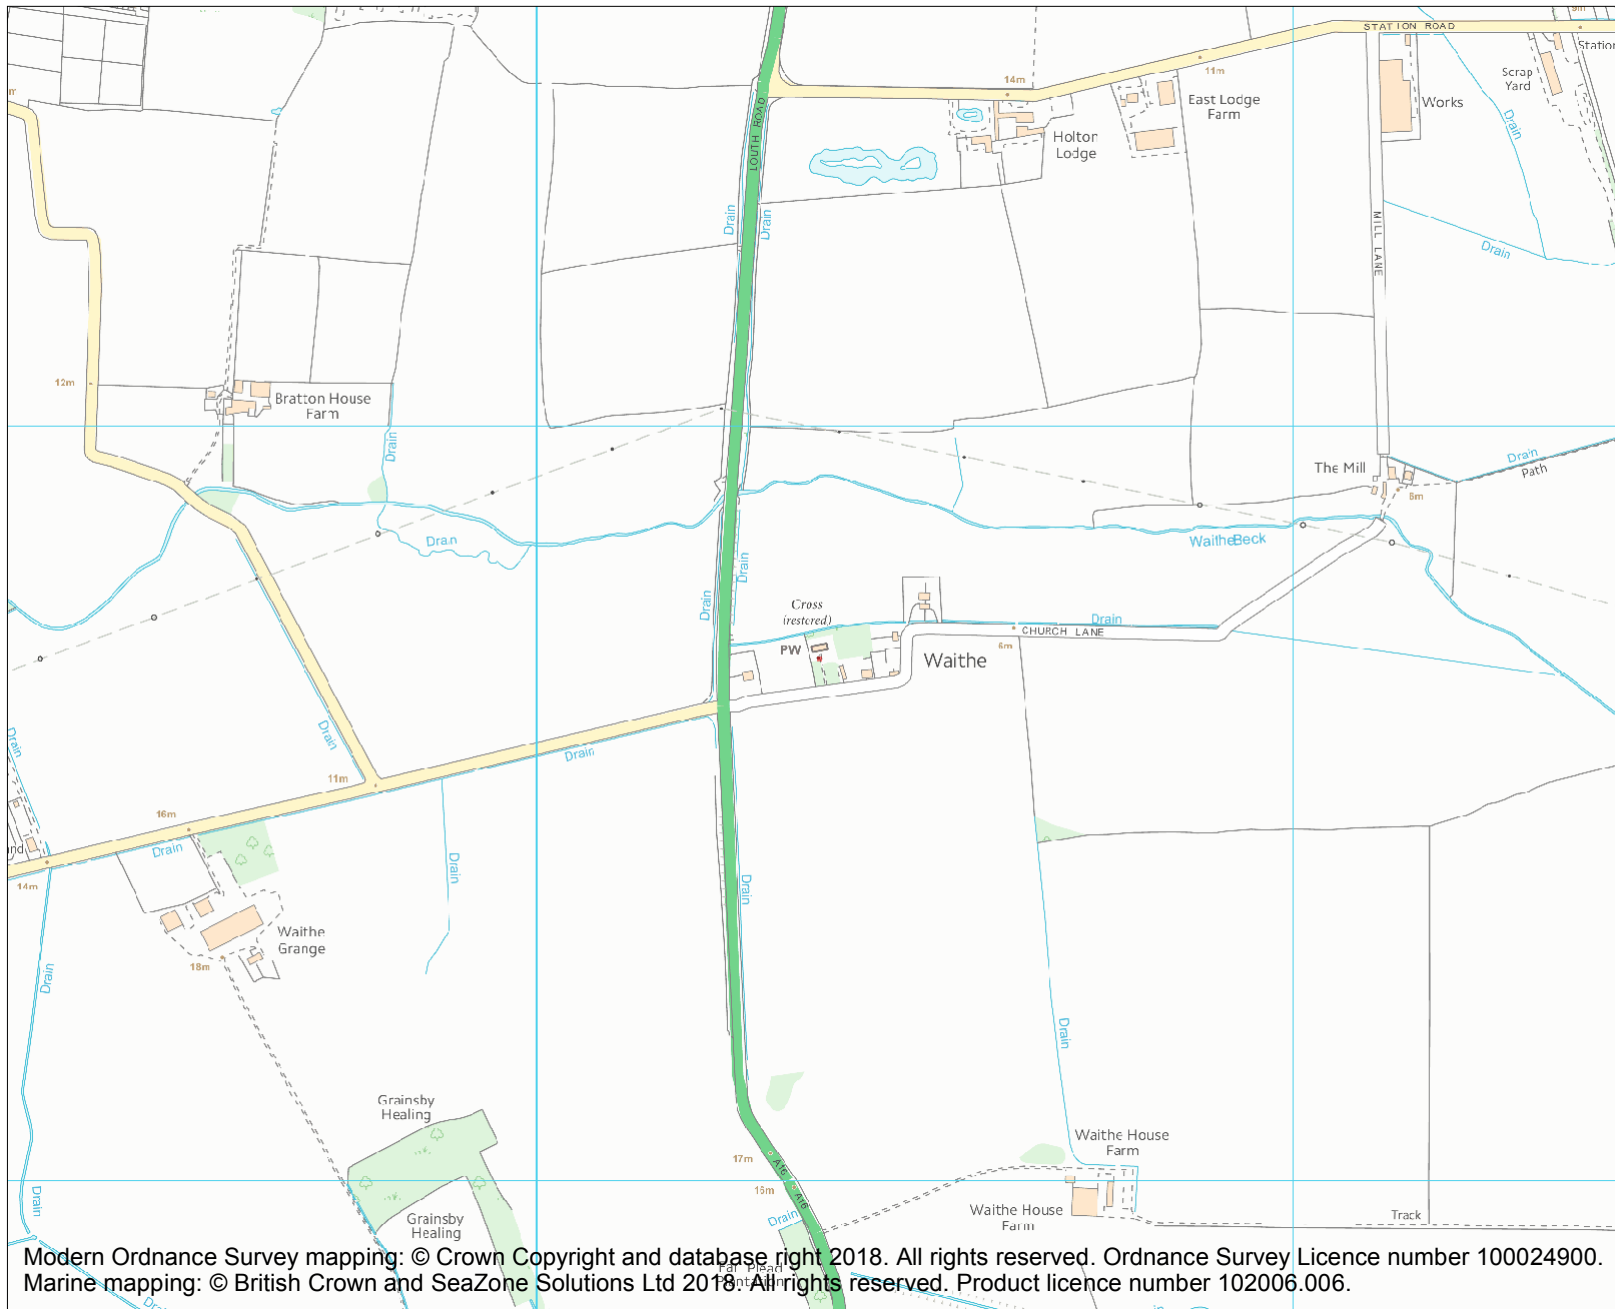 STATION ROAD
9m
Station
Scrap
Yard
11m
14m
Works
East Lodge
Farm
Drain
LOUTH ROAD
Holton
Lodge
Drain
Drain
MILL LANE
Drain
12m
Bratton House
Farm
Drain
The Mill
Drain
Path
8m
Drain
Waithe Beck
Drain
Drain
Cross
(restored)
Drain
CHURCH LANE
PW
Waithe
6m
Drain
Drain
Drain
11m
16m
Drain
and
14m
Drain
Drain
Waithe
Grange
18m
Drain
Drain
Grainsby
Healing
Waithe House
Farm
17m
A16
16m
A16
Drain
Drain
Waithe House
Farm
Track
Grainsby
Healing
Modern Ordnance Survey mapping: © Crown Copyright and database right 2018. All rights reserved. Ordnance Survey Licence number 100024900.
Plantation
Marine mapping: © British Crown and SeaZone Solutions Ltd 2018. All rights reserved. Product licence number 102006.006.